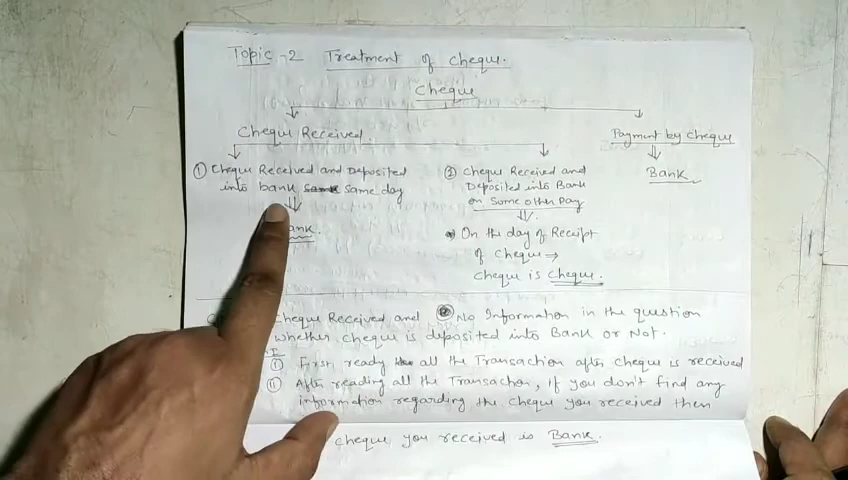 Topic -2 Treatment of Cheque.
Cheque
Cheque Received
Payment by Cheque
① Cheque Received and Deposited
into bank same day
② Cheque Received and
Deposited into Bank
on Some other Day
Bank
On the day of Receipt
of Cheque ⇒
Cheque is Cheque.
Cheque Received and No Information in the question
whether cheque is deposited into Bank or Not.
① First ready all the Transaction after cheque is received
② After reading all the Transaction, if you don't find any
information regarding the cheque you received then
cheque you received is Bank.